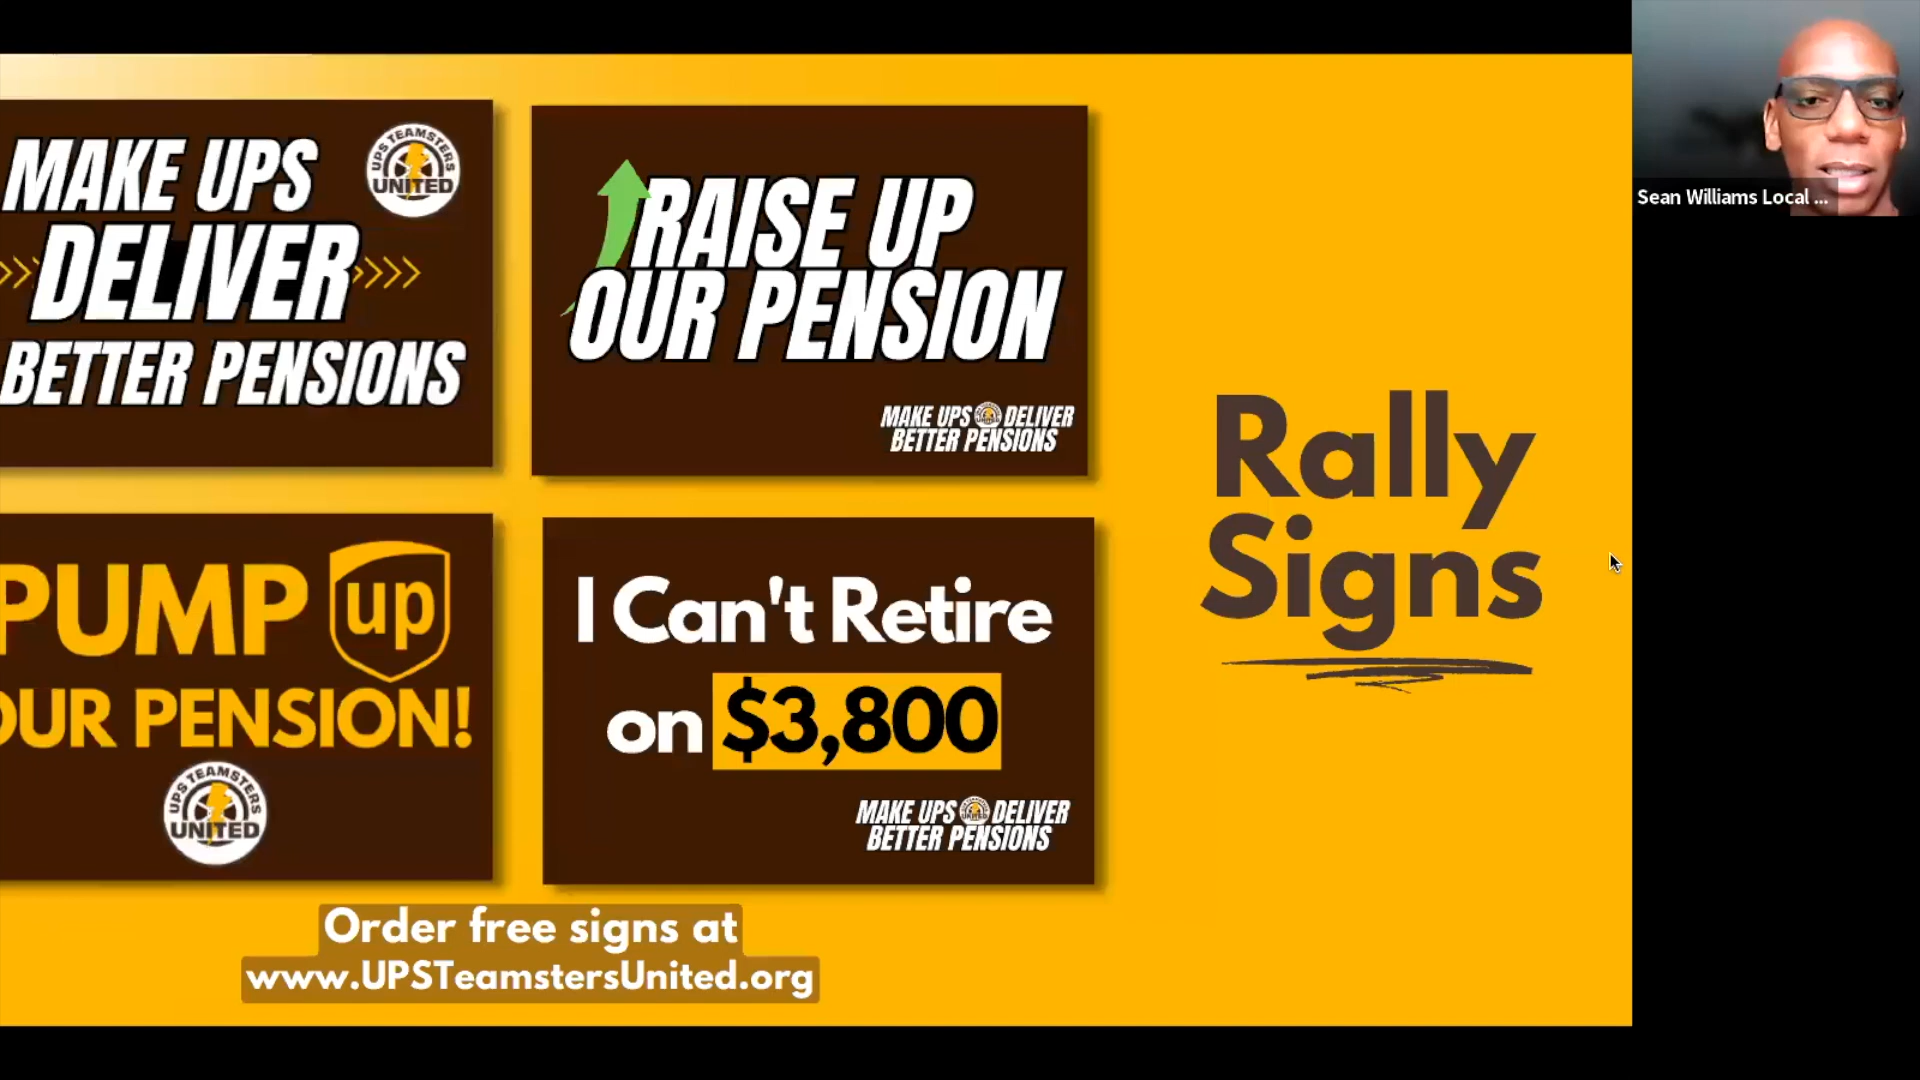 MAKE UPS
DELIVER
BETTER PENSIONS
UPS TEAMSTERS
UNITED
RAISE UP
OUR PENSION
MAKE UPS DELIVER
BETTER PENSIONS
PUMP up
OUR PENSION!
UPS TEAMSTERS
UNITED
I Can't Retire
on $3,800
MAKE UPS DELIVER
BETTER PENSIONS
Rally
Signs
Order free signs at
www.UPSTeamstersUnited.org
Sean Williams Local ...